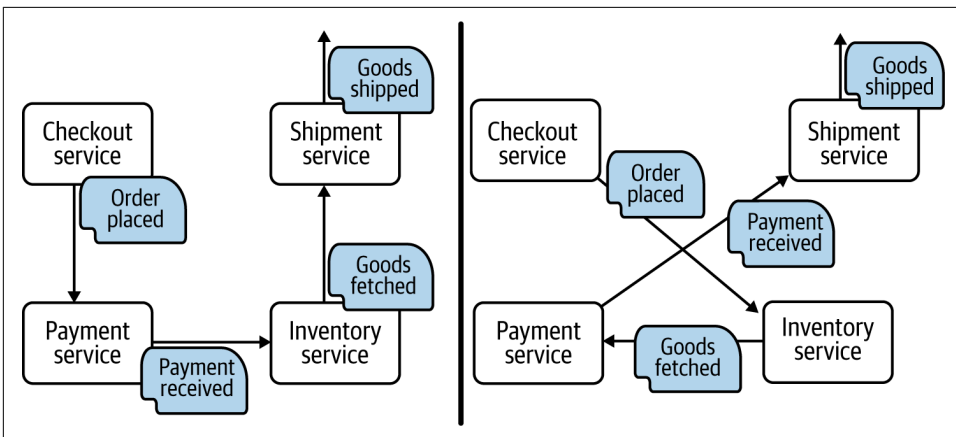 Goods
shipped
Checkout
service
Shipment
service
Order
placed
Goods
fetched
Payment
service
Inventory
service
Payment
received
Goods
shipped
Checkout
service
Shipment
service
Order
placed
Payment
received
Payment
service
Inventory
service
Goods
fetched